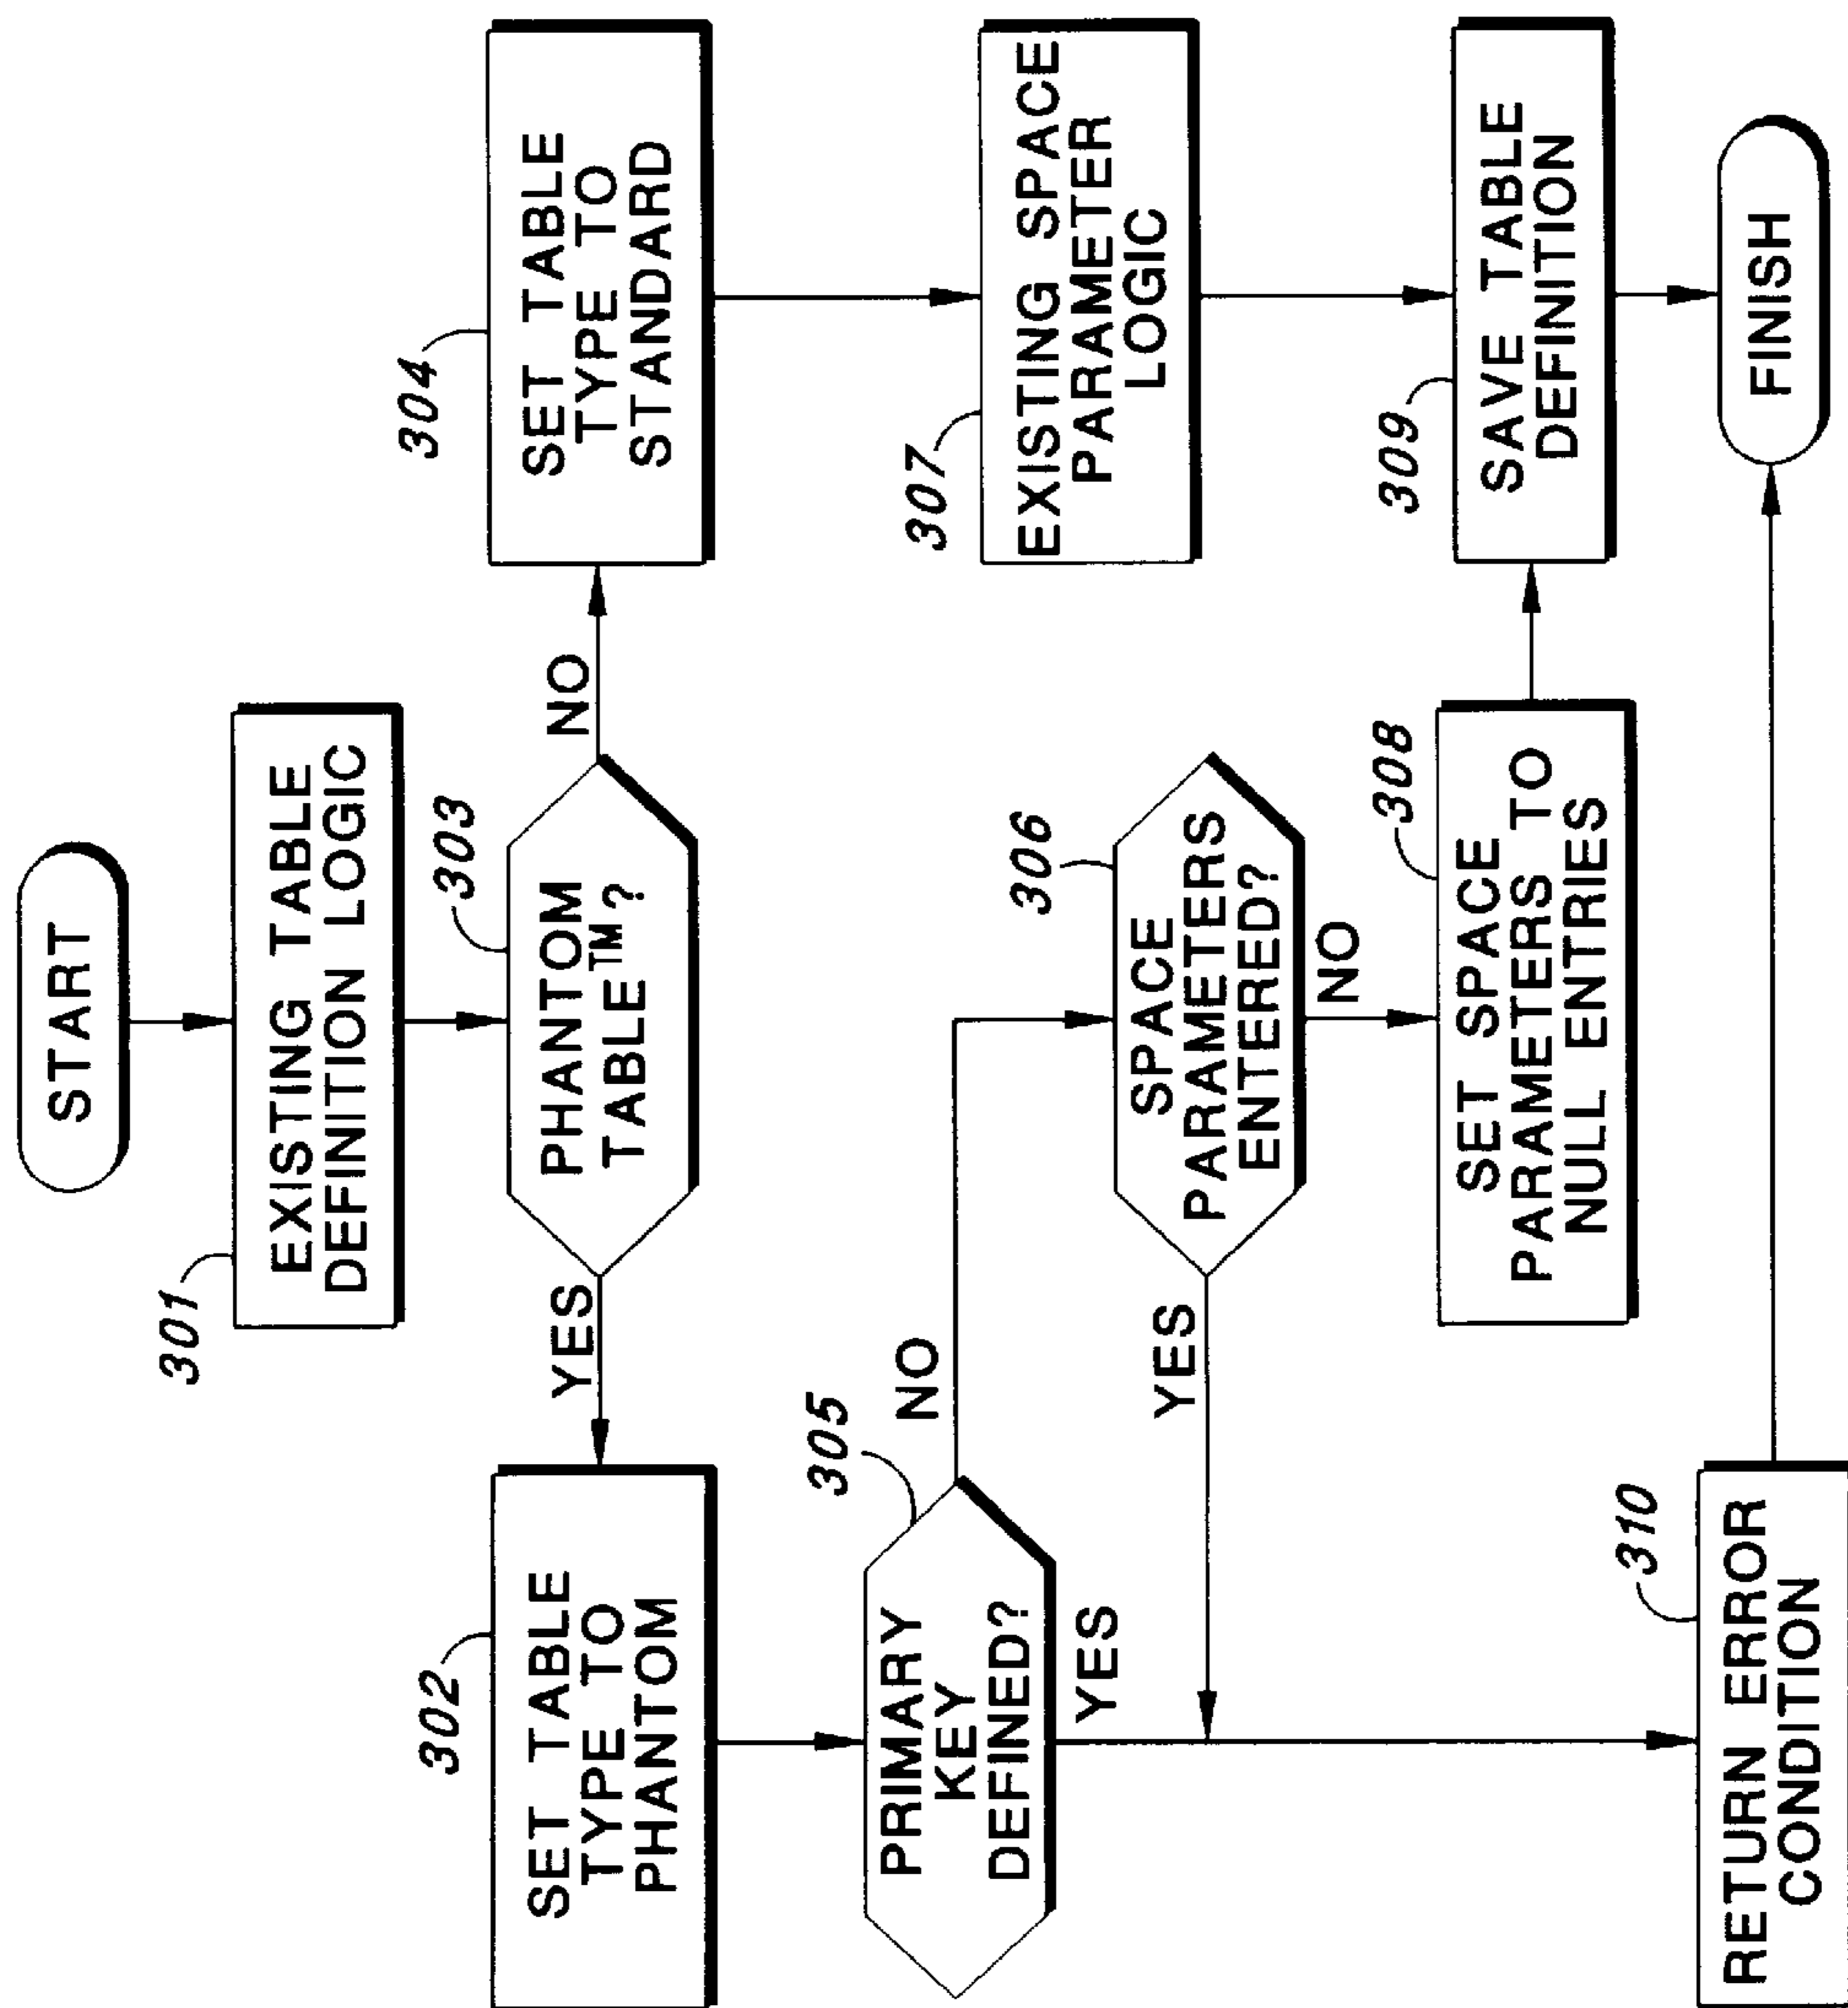 START
301
EXISTING TABLE
DEFINITION LOGIC
303
PHANTOM
TABLE™?
YES
NO
302
SET TABLE
TYPE TO
PHANTOM
304
SET TABLE
TYPE TO
STANDARD
305
PRIMARY
KEY
DEFINED?
NO
YES
306
SPACE
PARAMETERS
ENTERED?
YES
NO
307
EXISTING SPACE
PARAMETER
LOGIC
308
SET SPACE
PARAMETERS TO
NULL ENTRIES
309
SAVE TABLE
DEFINITION
310
RETURN ERROR
CONDITION
FINISH